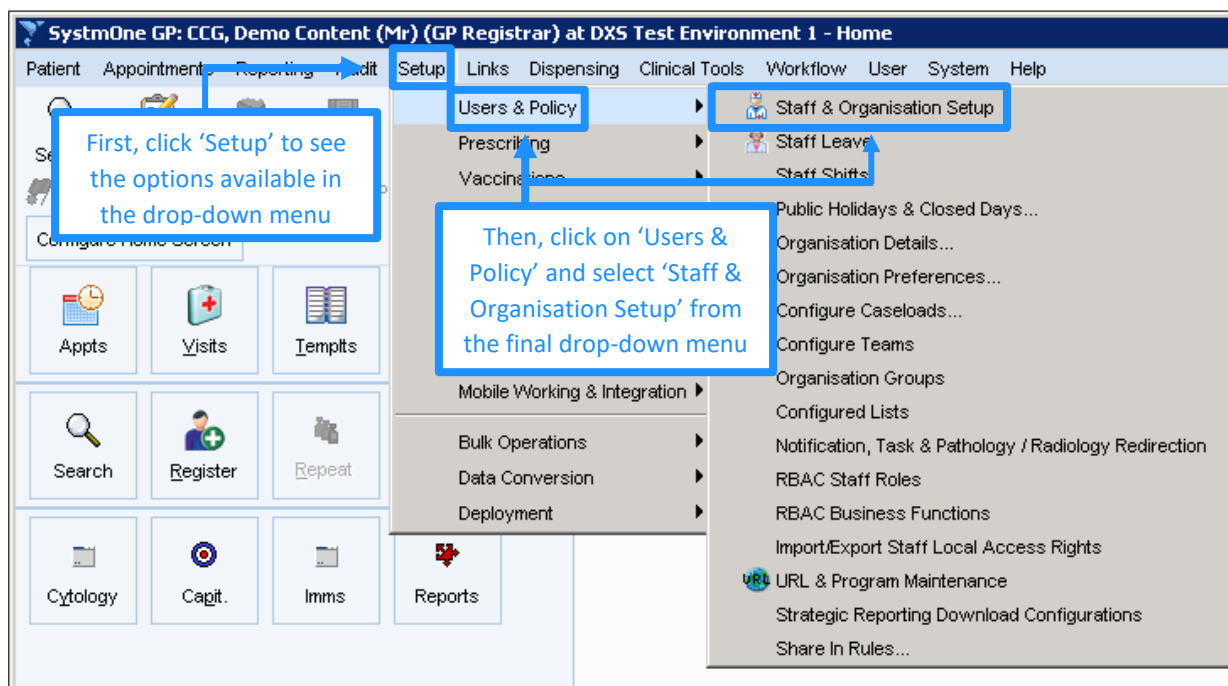 SystmOne GP: CCG, Demo Content (Mr) (GP Registrar) at DXS Test Environment 1 - Home
Patient Appointments Reporting Audit Setup Links Dispensing Clinical Tools Workflow User System Help
First, click ‘Setup’ to see
the options available in
the drop-down menu
Configure Home Screen
Users & Policy
Prescribing
Vaccinations
Mobile Working & Integration
Bulk Operations
Data Conversion
Deployment
Staff & Organisation Setup
Staff Leave
Staff Shifts
Public Holidays & Closed Days...
Organisation Details...
Organisation Preferences...
Configure Caseloads...
Configure Teams
Organisation Groups
Configured Lists
Notification, Task & Pathology / Radiology Redirection
RBAC Staff Roles
RBAC Business Functions
Import/Export Staff Local Access Rights
URL & Program Maintenance
Strategic Reporting Download Configurations
Share In Rules...
Then, click on ‘Users &
Policy’ and select ‘Staff &
Organisation Setup’ from
the final drop-down menu
Appts Visits Templts
Search Register Repeat
Cytology Capit. Imms Reports